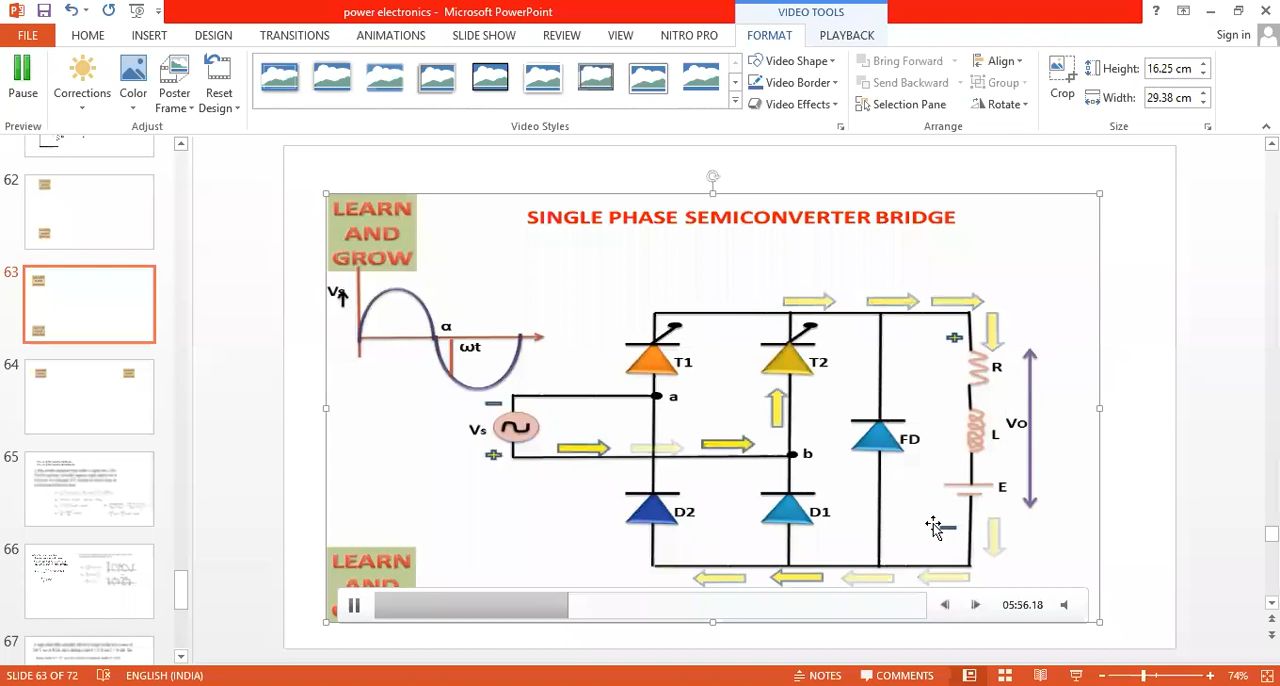 power electronics - Microsoft PowerPoint
VIDEO TOOLS
?
Sign in
FILE HOME INSERT DESIGN TRANSITIONS ANIMATIONS SLIDE SHOW REVIEW VIEW NITRO PRO FORMAT PLAYBACK
Pause
Corrections
Color
Poster
Frame
Reset
Design
Video Shape
Video Border
Video Effects
Bring Forward
Send Backward
Selection Pane
Align
Group
Rotate
Crop
Height: 16.25 cm
Width: 29.38 cm
Preview Adjust Video Styles Arrange Size
62
63
64
65
66
67
LEARN
AND
GROW
SINGLE PHASE SEMICONVERTER BRIDGE
α
ωt
T1
T2
a
R
Vs
FD
L
Vo
b
E
D2
D1
LEARN
05:56.18
SLIDE 63 OF 72 ENGLISH (INDIA) NOTES COMMENTS 74%